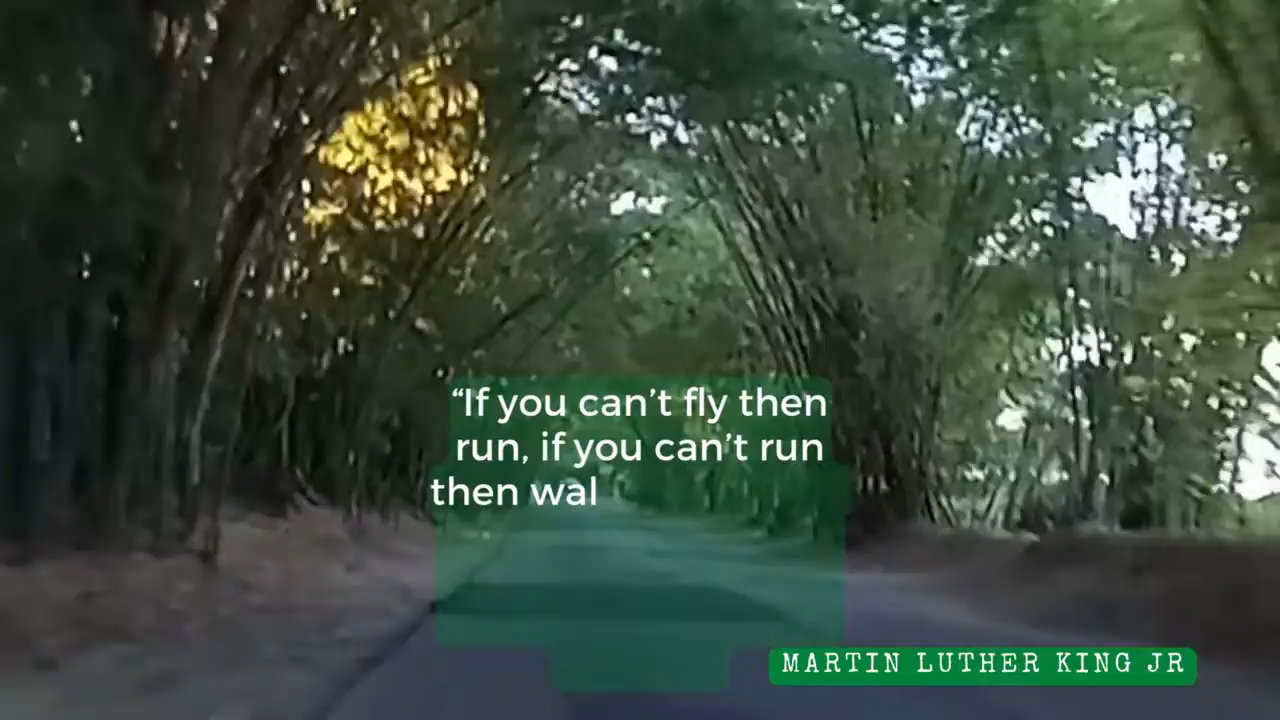 “If you can’t fly then
run, if you can’t run
then wal
MARTIN LUTHER KING JR